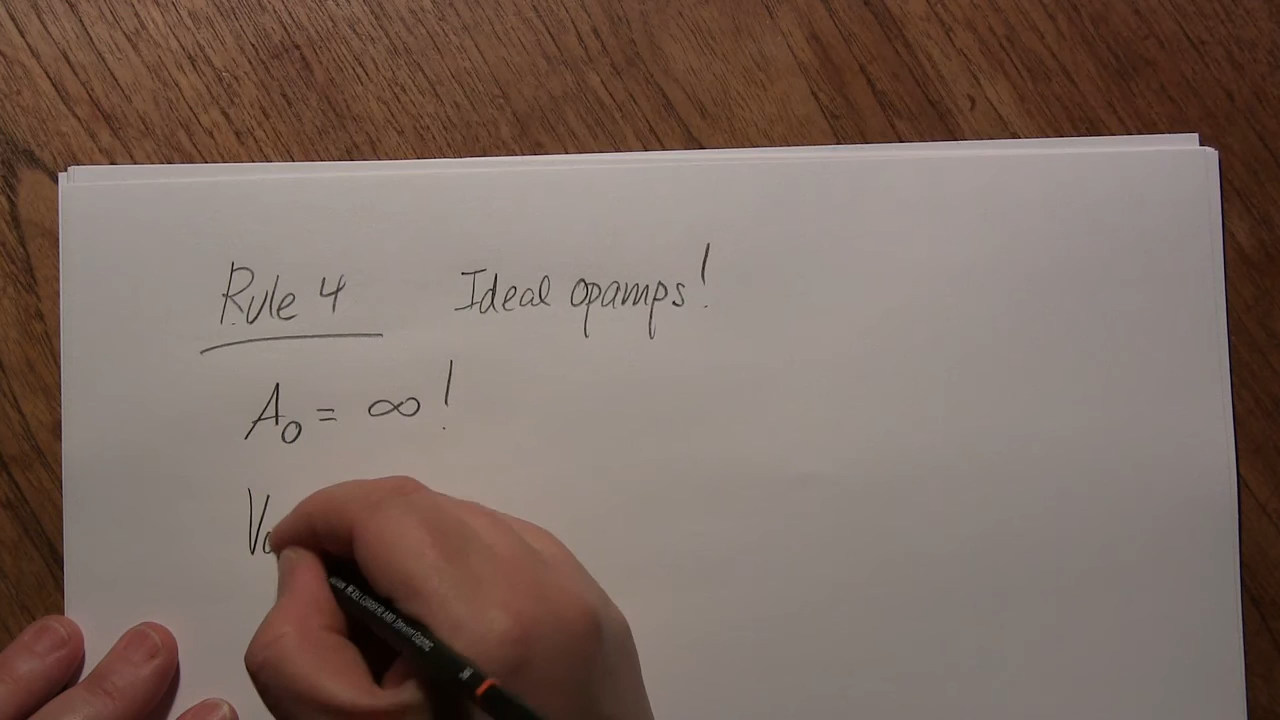 Rule 4 Ideal opamps!
A₀ = ∞!
Vo